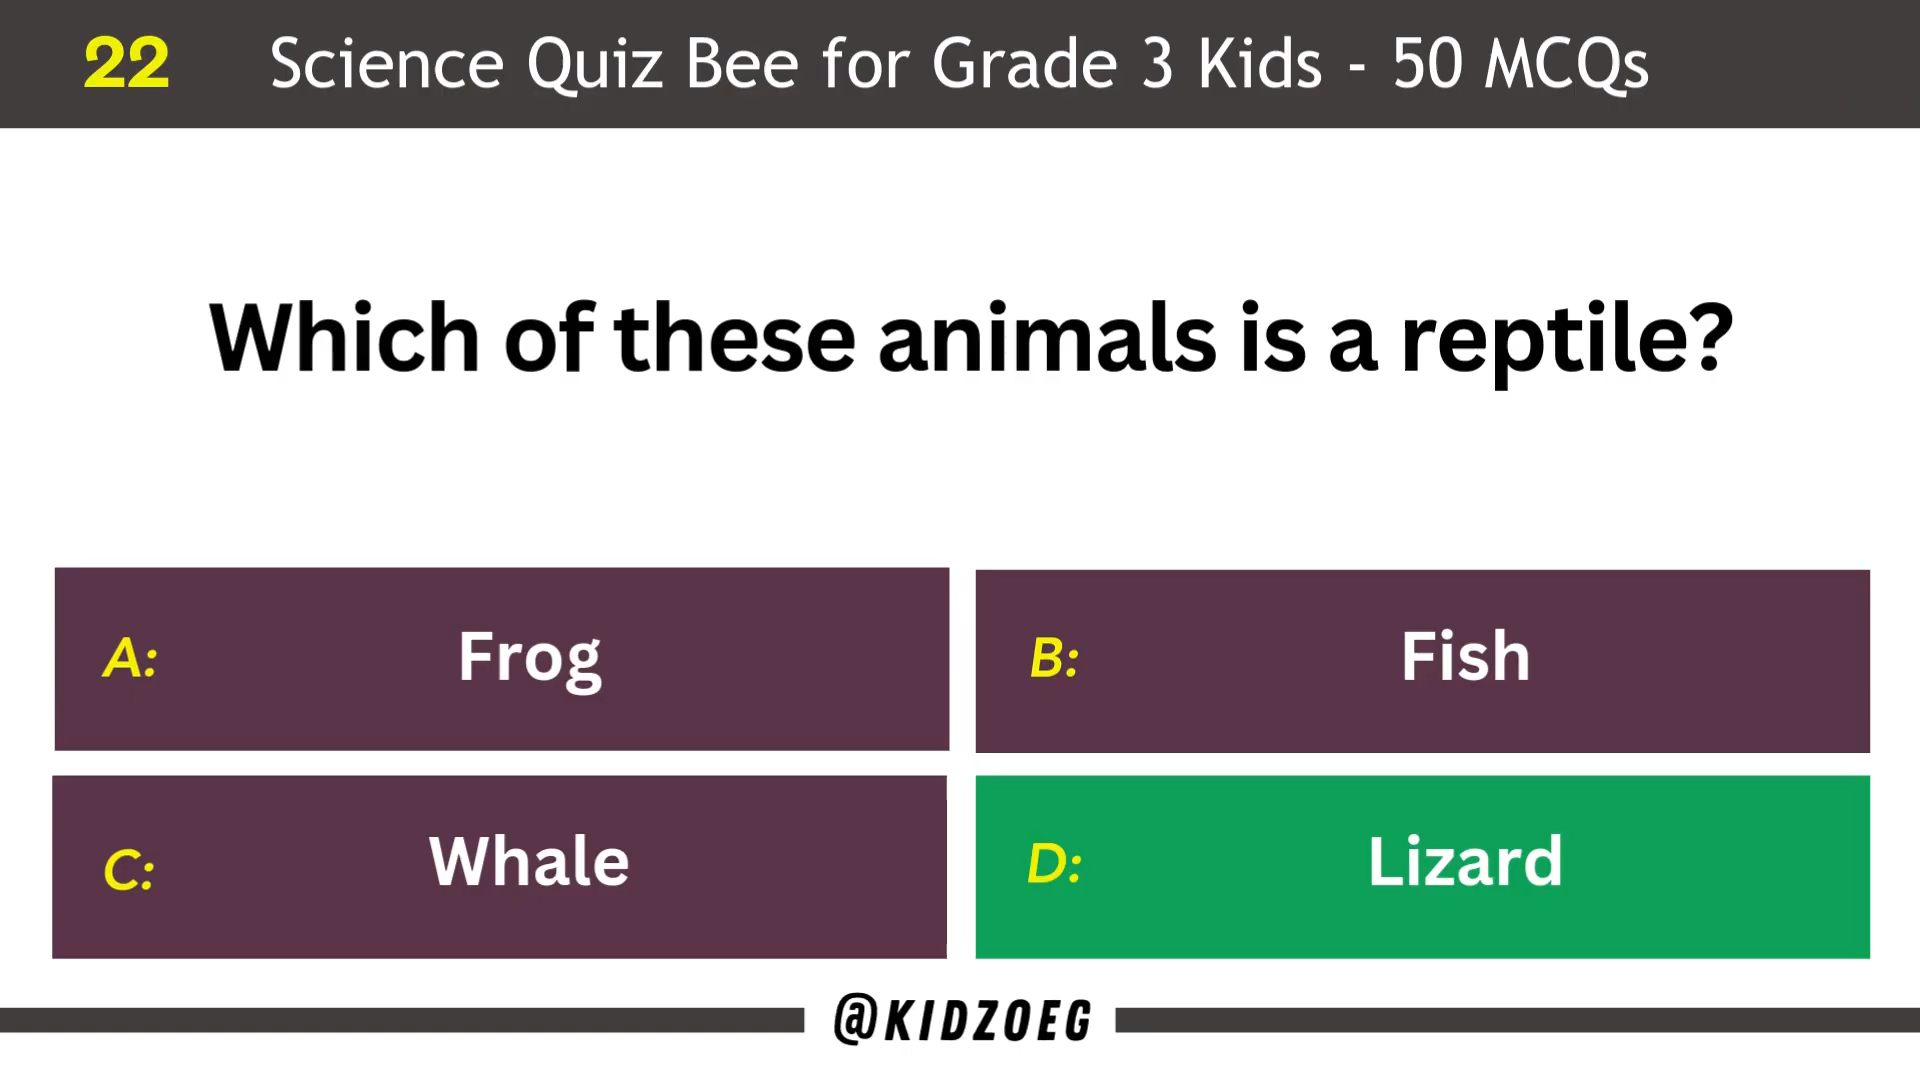 22 Science Quiz Bee for Grade 3 Kids - 50 MCQs
Which of these animals is a reptile?
A: Frog
B: Fish
C: Whale
D: Lizard
@KIDZOEG